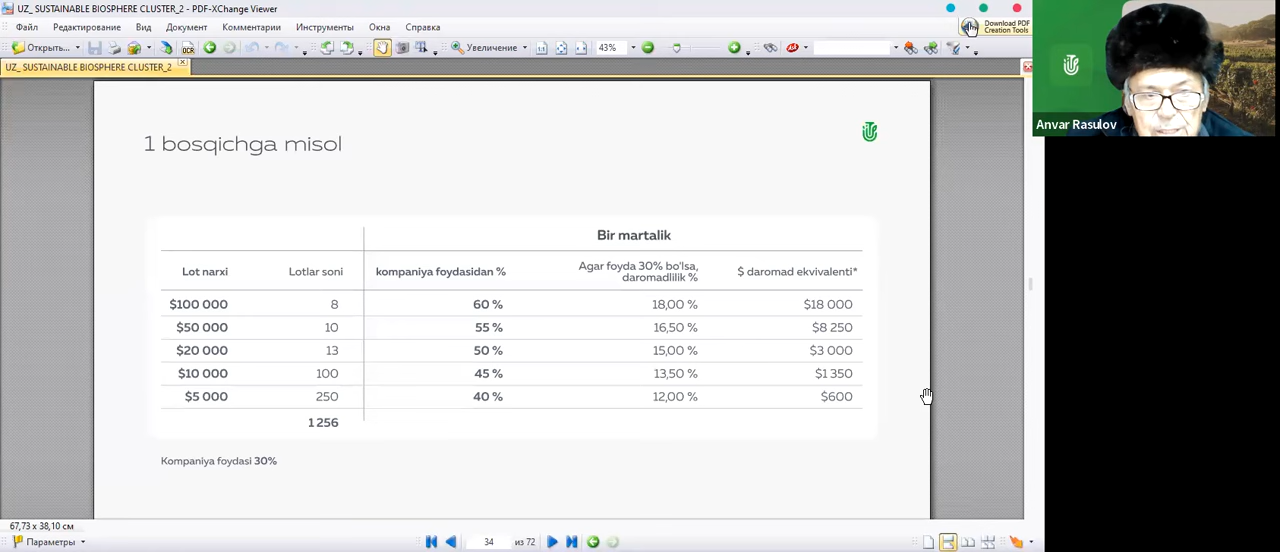 UZ_ SUSTAINABLE BIOSPHERE CLUSTER_2 - PDF-XChange Viewer
Файл Редактирование Вид Документ Комментарии Инструменты Окна Справка
Download PDF
Creation Tools
Открыть... OCR Увеличение 43%
UZ_ SUSTAINABLE BIOSPHERE CLUSTER_2
Anvar Rasulov
1 bosqichga misol
Bir martalik
Lot narxi Lotlar soni kompaniya foydasidan % Agar foyda 30% bo'lsa, daromadlilik % $ daromad ekvivalenti*
$100 000 8 60 % 18,00 % $18 000
$50 000 10 55 % 16,50 % $8 250
$20 000 13 50 % 15,00 % $3 000
$10 000 100 45 % 13,50 % $1 350
$5 000 250 40 % 12,00 % $600
1 256
Kompaniya foydasi 30%
67,73 x 38,10 см
Параметры 34 из 72